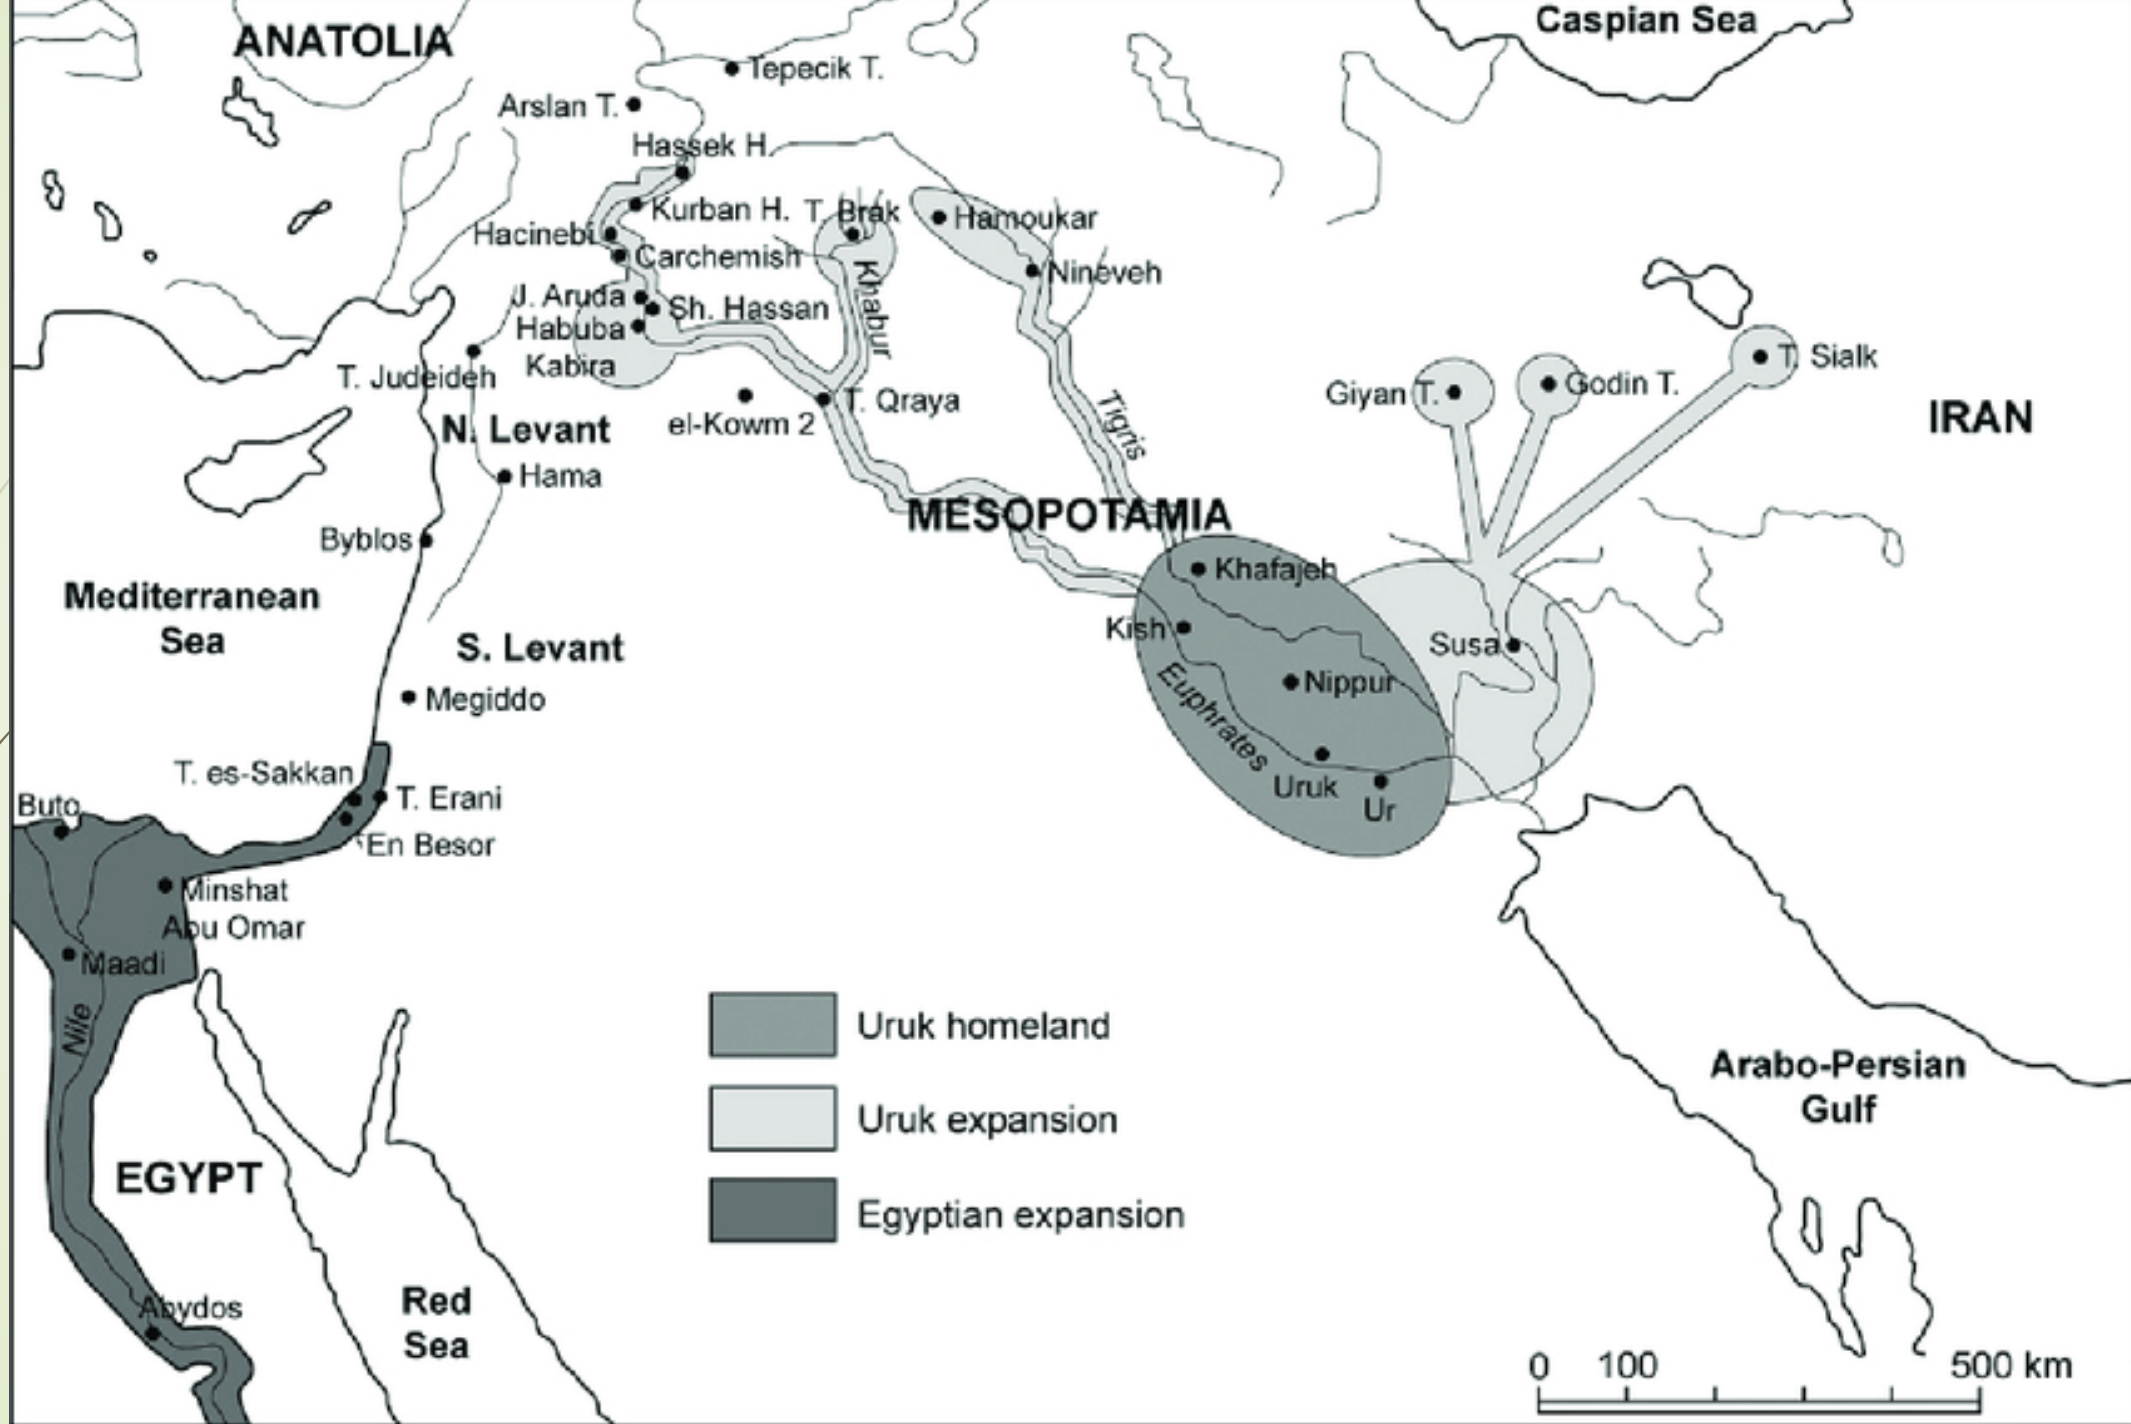 Caspian Sea
ANATOLIA
Tepecik T.
Arslan T.
Hassek H.
Kurban H.
T. Brak
Hamoukar
Hacinebi
Carchemish
Nineveh
Khabur
J. Aruda
Sh. Hassan
Habuba
Kabira
T. Judeideh
Giyan T.
Godin T.
T. Sialk
IRAN
el-Kowm 2
T. Qraya
Tigris
N. Levant
Hama
MESOPOTAMIA
Byblos
Khafajeh
Mediterranean
Sea
Kish
S. Levant
Susa
Nippur
Megiddo
Euphrates
Uruk
Ur
T. es-Sakkan
T. Erani
Buto
ʿEn Besor
Minshat
Abu Omar
Maadi
Nile
Uruk homeland
Uruk expansion
Egyptian expansion
Arabo-Persian
Gulf
EGYPT
Abydos
Red
Sea
0 100 500 km